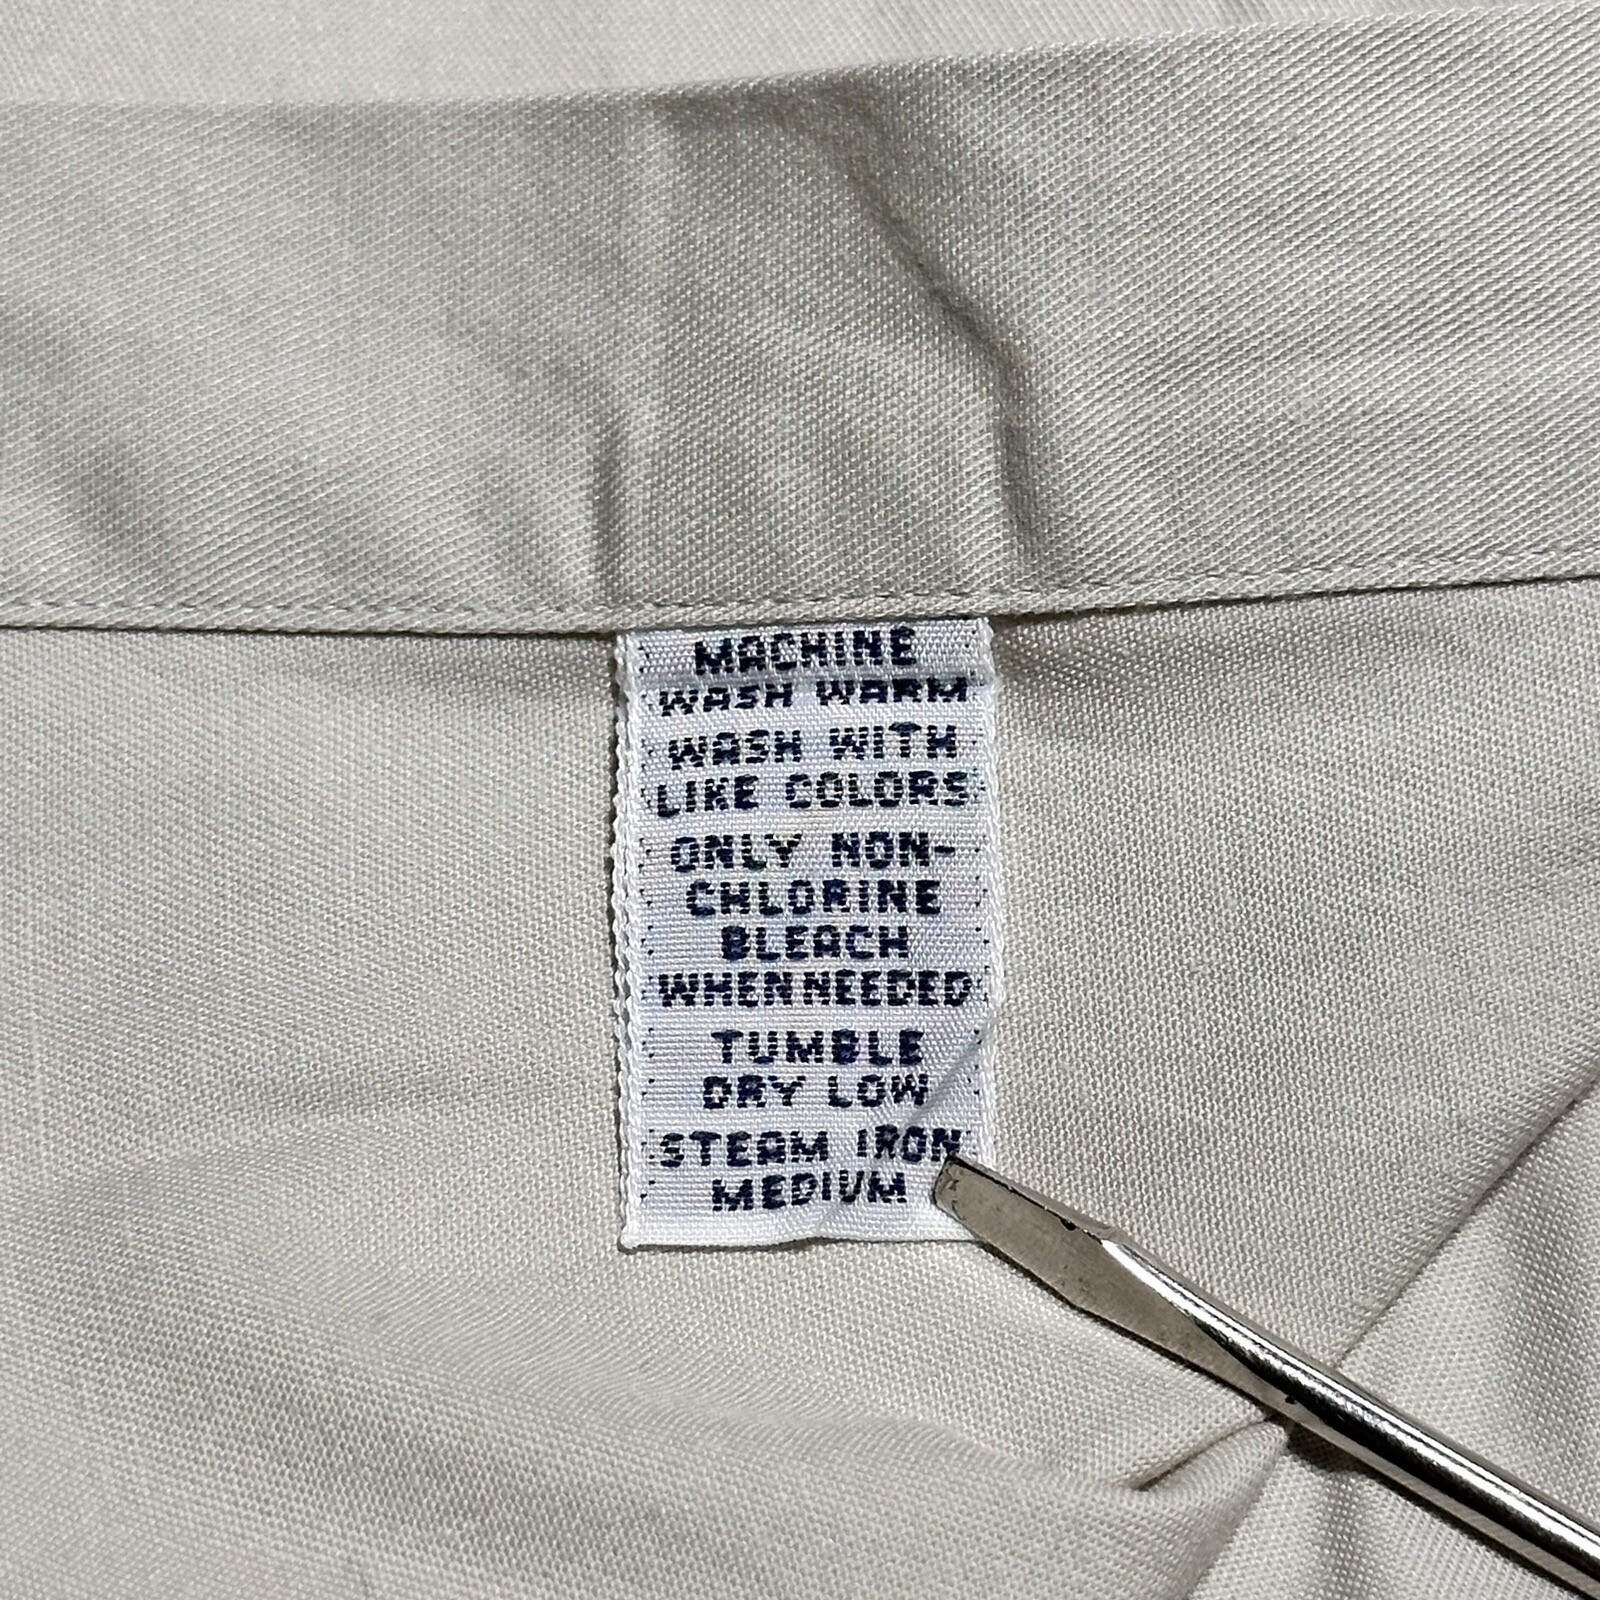 MACHINE
WASH WARM
WASH WITH
LIKE COLORS
ONLY NON-
CHLORINE
BLEACH
WHEN NEEDED
TUMBLE
DRY LOW
STEAM IRON
MEDIUM